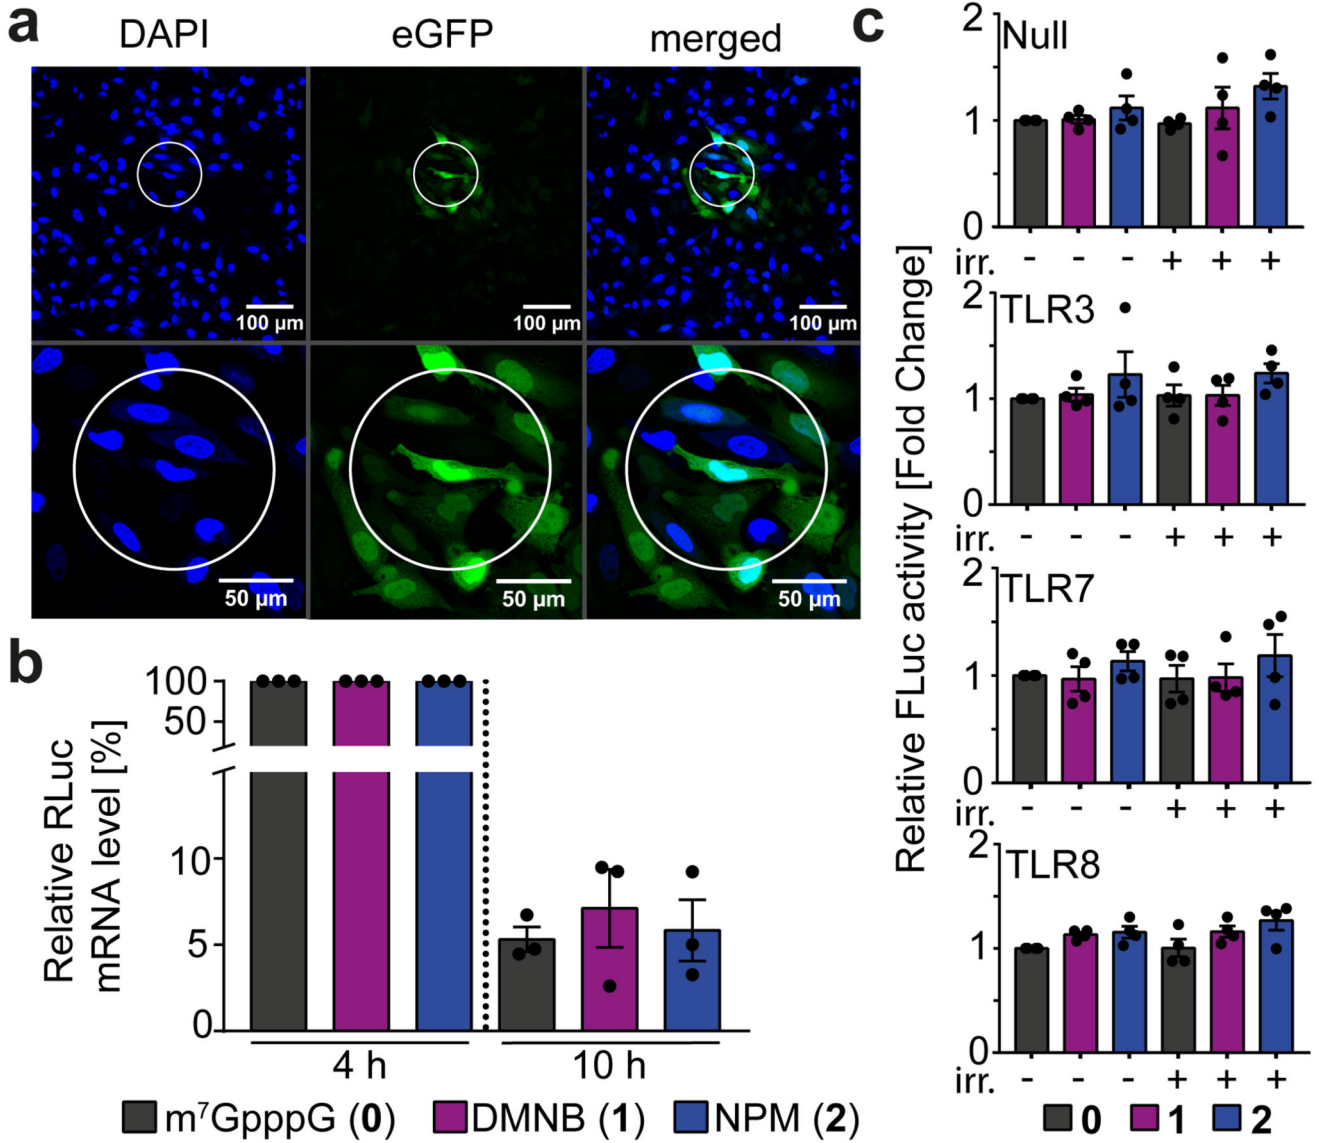 a
DAPI eGFP merged
100 µm 100 µm 100 µm
50 µm 50 µm 50 µm
b
Relative RLuc
mRNA level [%]
100
50
10
5
0
4 h 10 h
m⁷GpppG (0) DMNB (1) NPM (2)
c
Relative FLuc activity [Fold Change]
Null
2
1
0
irr. - - - + + +
TLR3
2
1
0
irr. - - - + + +
TLR7
2
1
0
irr. - - - + + +
TLR8
2
1
0
irr. - - - + + +
0 1 2